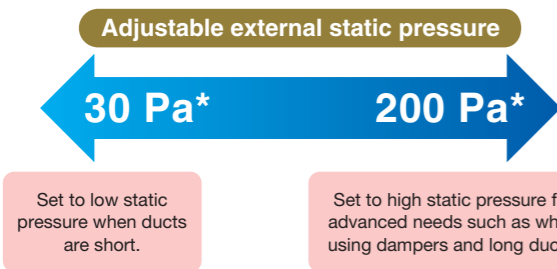 Adjustable external static pressure
30 Pa* 200 Pa*
Set to low static
pressure when ducts
are short.
Set to high static pressure
advanced needs such as
using dampers and long